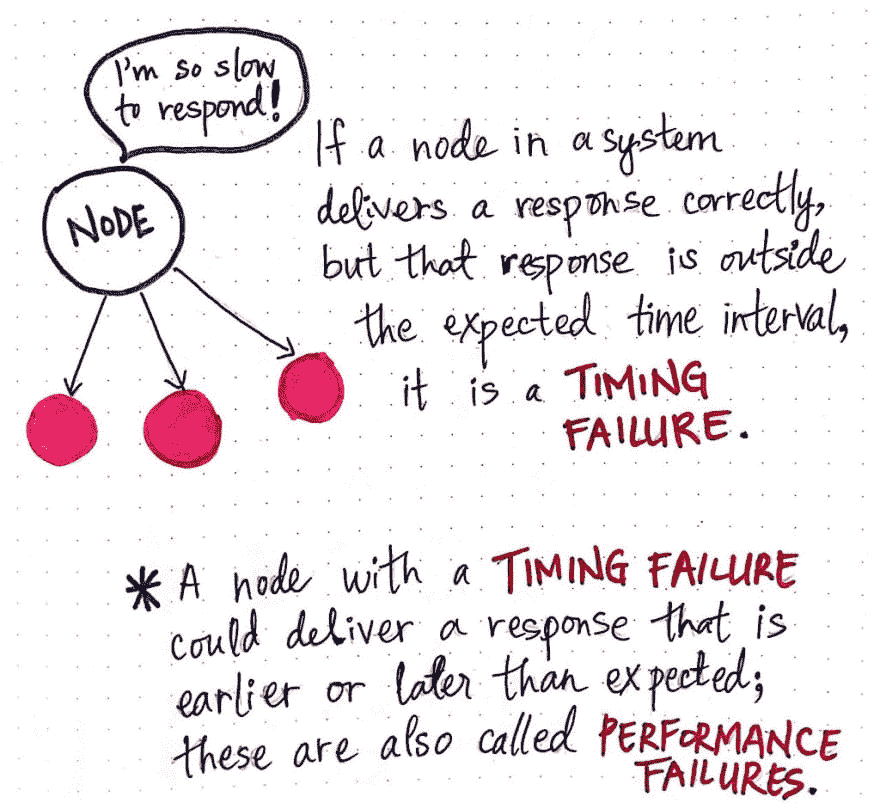 I'm so slow
to respond!
NODE
If a node in a system
delivers a response correctly,
but that response is outside
the expected time interval,
it is a TIMING
FAILURE.
* A node with a TIMING FAILURE
could deliver a response that is
earlier or later than expected;
these are also called PERFORMANCE
FAILURES.